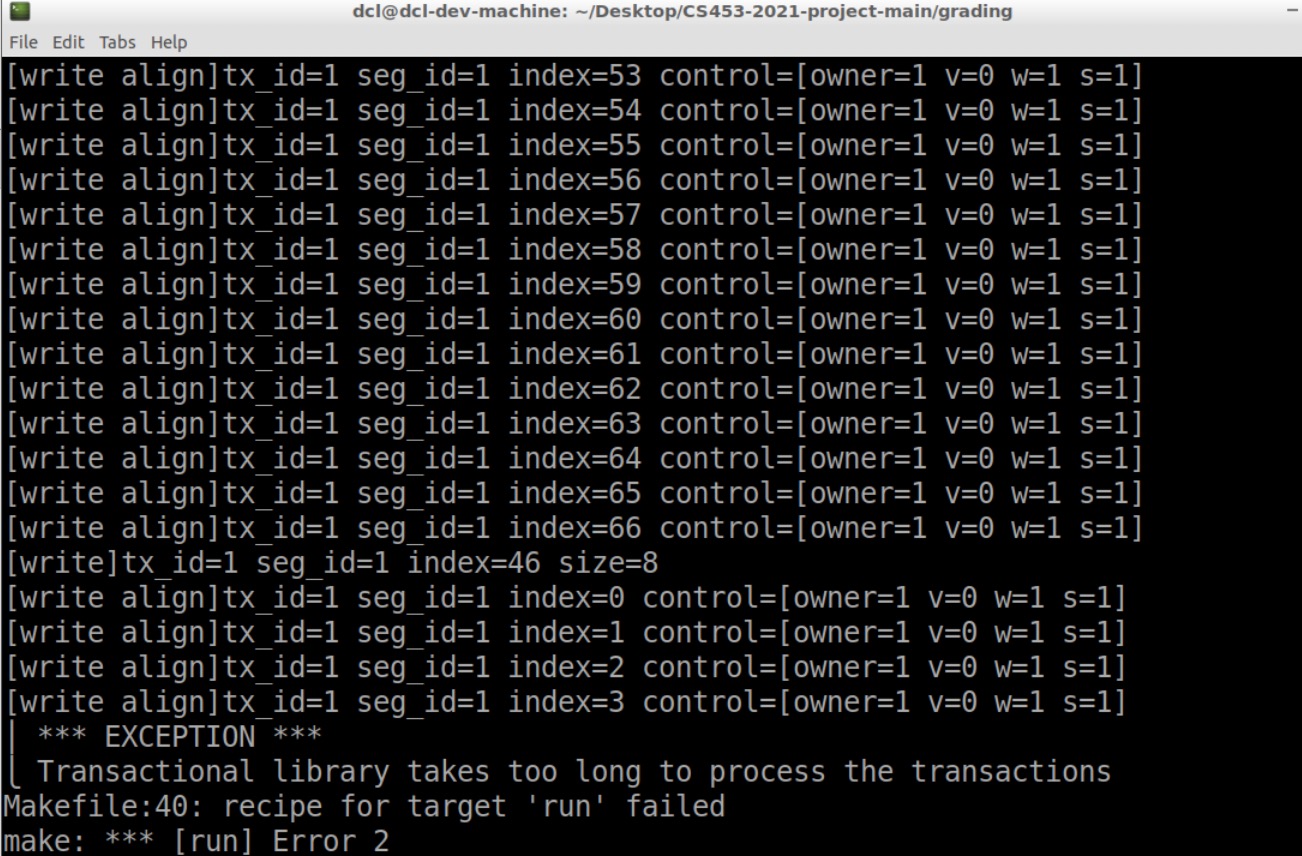 dcl@dcl-dev-machine: ~/Desktop/CS453-2021-project-main/grading
File Edit Tabs Help
[write align]tx_id=1 seg_id=1 index=53 control=[owner=1 v=0 w=1 s=1]
[write align]tx_id=1 seg_id=1 index=54 control=[owner=1 v=0 w=1 s=1]
[write align]tx_id=1 seg_id=1 index=55 control=[owner=1 v=0 w=1 s=1]
[write align]tx_id=1 seg_id=1 index=56 control=[owner=1 v=0 w=1 s=1]
[write align]tx_id=1 seg_id=1 index=57 control=[owner=1 v=0 w=1 s=1]
[write align]tx_id=1 seg_id=1 index=58 control=[owner=1 v=0 w=1 s=1]
[write align]tx_id=1 seg_id=1 index=59 control=[owner=1 v=0 w=1 s=1]
[write align]tx_id=1 seg_id=1 index=60 control=[owner=1 v=0 w=1 s=1]
[write align]tx_id=1 seg_id=1 index=61 control=[owner=1 v=0 w=1 s=1]
[write align]tx_id=1 seg_id=1 index=62 control=[owner=1 v=0 w=1 s=1]
[write align]tx_id=1 seg_id=1 index=63 control=[owner=1 v=0 w=1 s=1]
[write align]tx_id=1 seg_id=1 index=64 control=[owner=1 v=0 w=1 s=1]
[write align]tx_id=1 seg_id=1 index=65 control=[owner=1 v=0 w=1 s=1]
[write align]tx_id=1 seg_id=1 index=66 control=[owner=1 v=0 w=1 s=1]
[write]tx_id=1 seg_id=1 index=46 size=8
[write align]tx_id=1 seg_id=1 index=0 control=[owner=1 v=0 w=1 s=1]
[write align]tx_id=1 seg_id=1 index=1 control=[owner=1 v=0 w=1 s=1]
[write align]tx_id=1 seg_id=1 index=2 control=[owner=1 v=0 w=1 s=1]
[write align]tx_id=1 seg_id=1 index=3 control=[owner=1 v=0 w=1 s=1]
⎪ *** EXCEPTION ***
⎩ Transactional library takes too long to process the transactions
Makefile:40: recipe for target 'run' failed
make: *** [run] Error 2